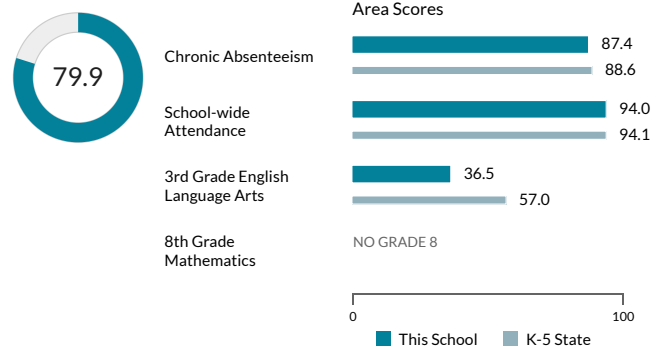 Area Scores
79.9
Chronic Absenteeism
87.4
88.6
School-wide
Attendance
94.0
94.1
3rd Grade English
Language Arts
36.5
57.0
8th Grade
Mathematics
NO GRADE 8
0
100
This School
K-5 State